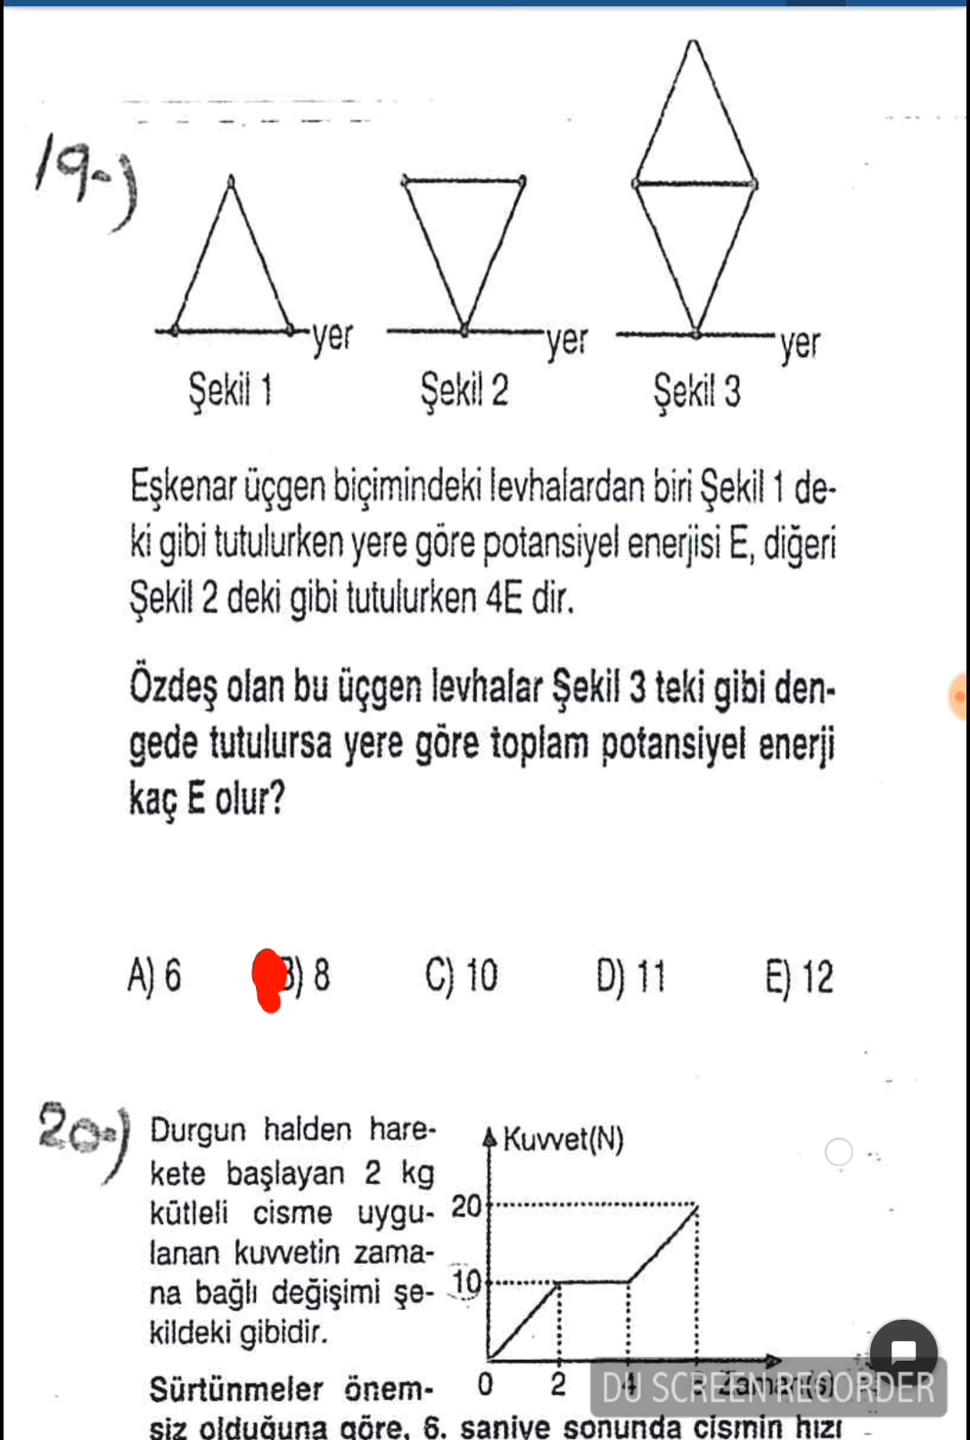 19-)
yer
yer
yer
Şekil 1
Şekil 2
Şekil 3
Eşkenar üçgen biçimindeki levhalardan biri Şekil 1 de-
ki gibi tutulurken yere göre potansiyel enerjisi E, diğeri
Şekil 2 deki gibi tutulurken 4E dir.
Özdeş olan bu üçgen levhalar Şekil 3 teki gibi den-
gede tutulursa yere göre toplam potansiyel enerji
kaç E olur?
A) 6
B) 8
C) 10
D) 11
E) 12
20-)
Durgun halden hare-
kete başlayan 2 kg
kütleli cisme uygu-
lanan kuvvetin zama-
na bağlı değişimi şe-
kildeki gibidir.
Kuvvet(N)
20
10
0
2
4
Zaman(s)
Sürtünmeler önem-
siz olduğuna göre, 6. saniye sonunda cismin hızı
DU SCREEN RECORDER